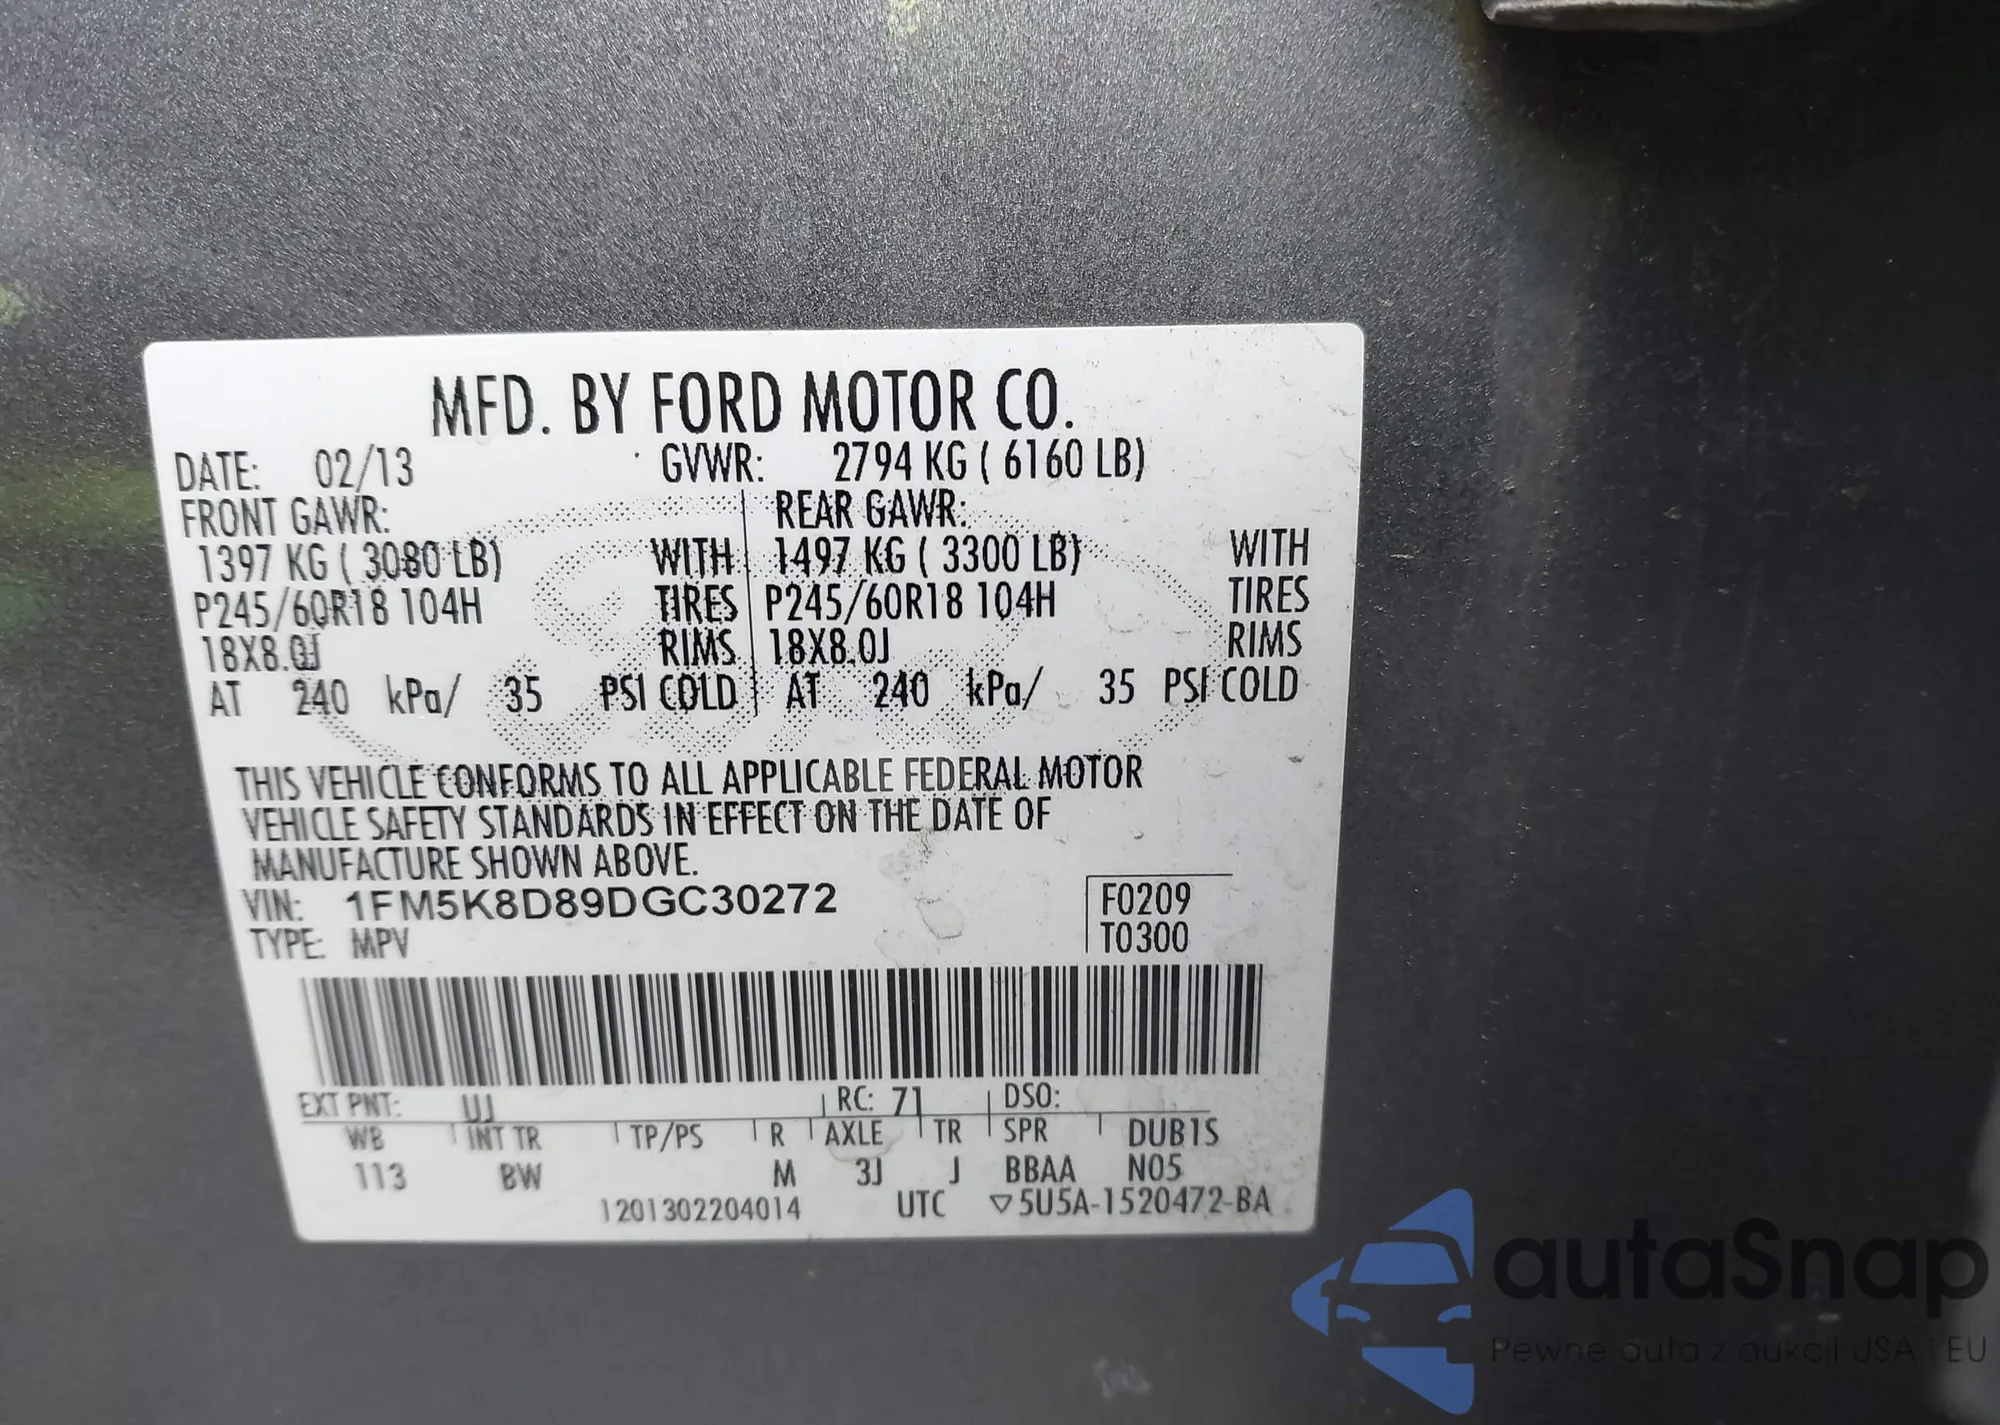 MFD. BY FORD MOTOR CO.
DATE: 02/13 GVWR: 2794 KG ( 6160 LB)
FRONT GAWR: REAR GAWR:
1397 KG ( 3080 LB) WITH 1497 KG ( 3300 LB) WITH
P245/60R18 104H TIRES P245/60R18 104H TIRES
18X8.0J RIMS 18X8.0J RIMS
AT 240 kPa/ 35 PSI COLD AT 240 kPa/ 35 PSI COLD
THIS VEHICLE CONFORMS TO ALL APPLICABLE FEDERAL MOTOR
VEHICLE SAFETY STANDARDS IN EFFECT ON THE DATE OF
MANUFACTURE SHOWN ABOVE.
VIN: 1FM5K8D89DGC30272 F0209
TYPE: MPV T0300
EXT PNT: UJ RC: 71 DSO:
WB INT TR TP/PS R AXLE TR SPR DUB1S
113 BW M 3J J BBAA N05
1201302204014 UTC ▽5U5A-1520472-BA
autaSnap
Pewne auta z aukcji USA i EU